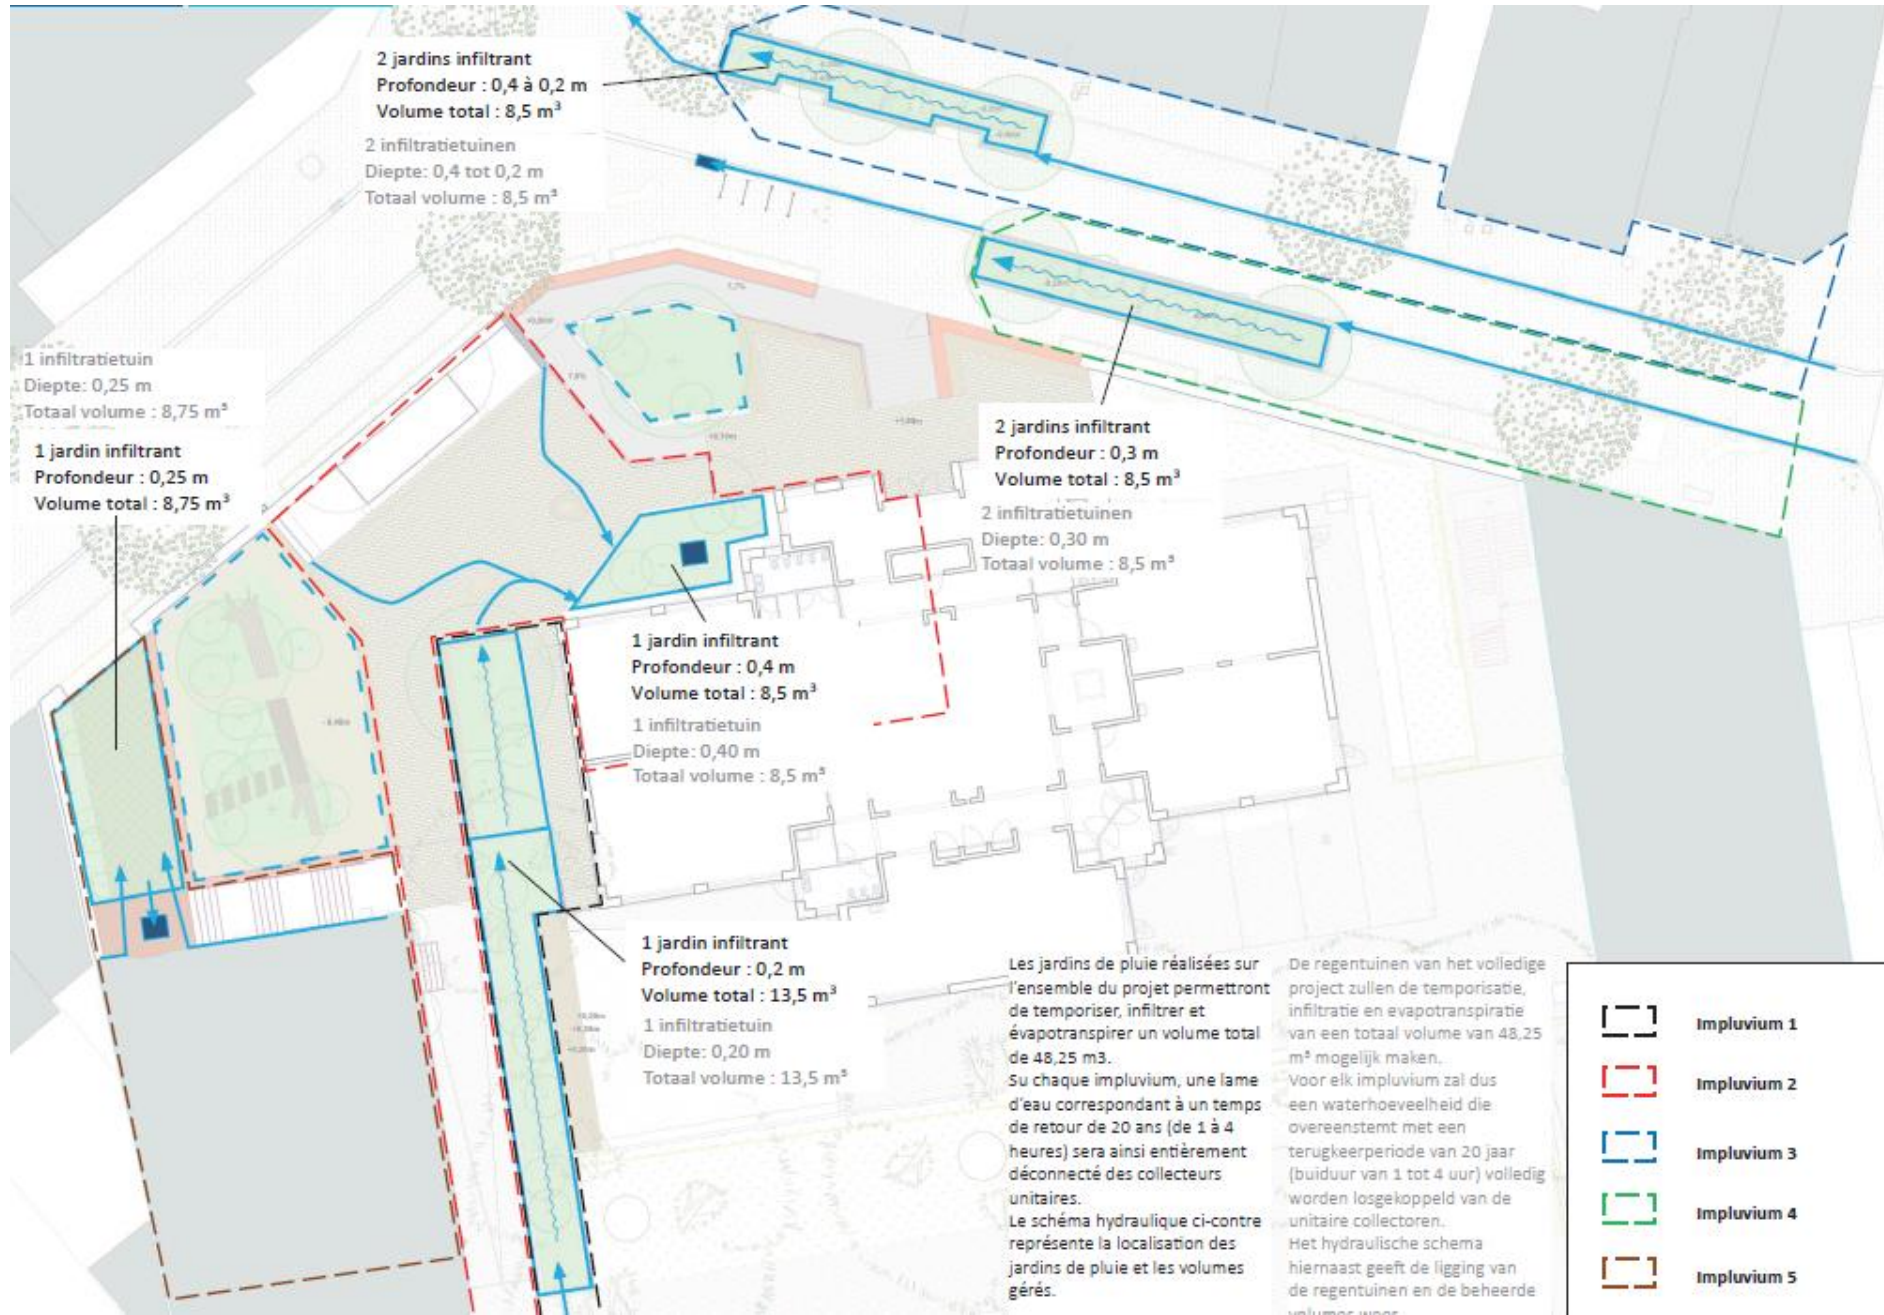 2 jardins infiltrant
Profondeur : 0,4 à 0,2 m
Volume total : 8,5 m³
2 infiltratietuinen
Diepte: 0,4 tot 0,2 m
Totaal volume : 8,5 m³
1 infiltratietuin
Diepte: 0,25 m
Totaal volume : 8,75 m³
1 jardin infiltrant
Profondeur : 0,25 m
Volume total : 8,75 m³
2 jardins infiltrant
Profondeur : 0,3 m
Volume total : 8,5 m³
2 infiltratietuinen
Diepte: 0,30 m
Totaal volume : 8,5 m³
1 jardin infiltrant
Profondeur : 0,4 m
Volume total : 8,5 m³
1 infiltratietuin
Diepte: 0,40 m
Totaal volume : 8,5 m³
1 jardin infiltrant
Profondeur : 0,2 m
Volume total : 13,5 m³
1 infiltratietuin
Diepte: 0,20 m
Totaal volume : 13,5 m³
Les jardins de pluie réalisées sur
l'ensemble du projet permettront
de temporiser, infiltrer et
évapotranspirer un volume total
de 48,25 m3.
Su chaque impluvium, une lame
d'eau correspondant à un temps
de retour de 20 ans (de 1 à 4
heures) sera ainsi entièrement
déconnecté des collecteurs
unitaires.
Le schéma hydraulique ci-contre
représente la localisation des
jardins de pluie et les volumes
gérés.
De regentuinen van het volledige
project zullen de temporisatie,
infiltratie en evapotranspiratie
van een totaal volume van 48,25
m³ mogelijk maken.
Voor elk impluvium zal dus
een waterhoeveelheid die
overeenstemt met een
terugkeerperiode van 20 jaar
(buiduur van 1 tot 4 uur) volledig
worden losgekoppeld van de
unitaire collectoren.
Het hydraulische schema
hiernaast geeft de ligging van
de regentuinen en de beheerde
volumes weer.
Impluvium 1
Impluvium 2
Impluvium 3
Impluvium 4
Impluvium 5